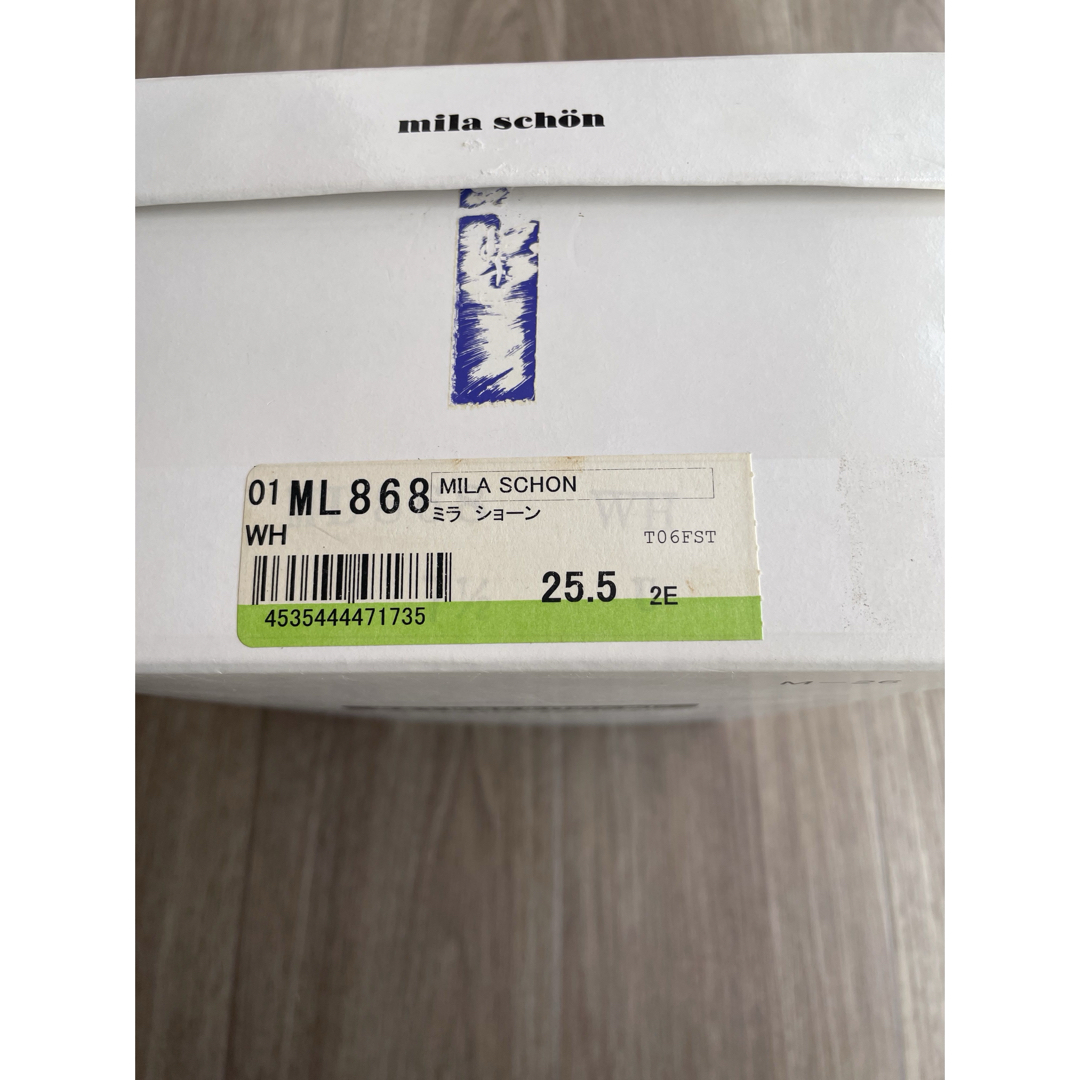 mila schön
01 ML868 MILA SCHON
ミラ ショーン
WH
T06FST
25.5 2E
4535444471735